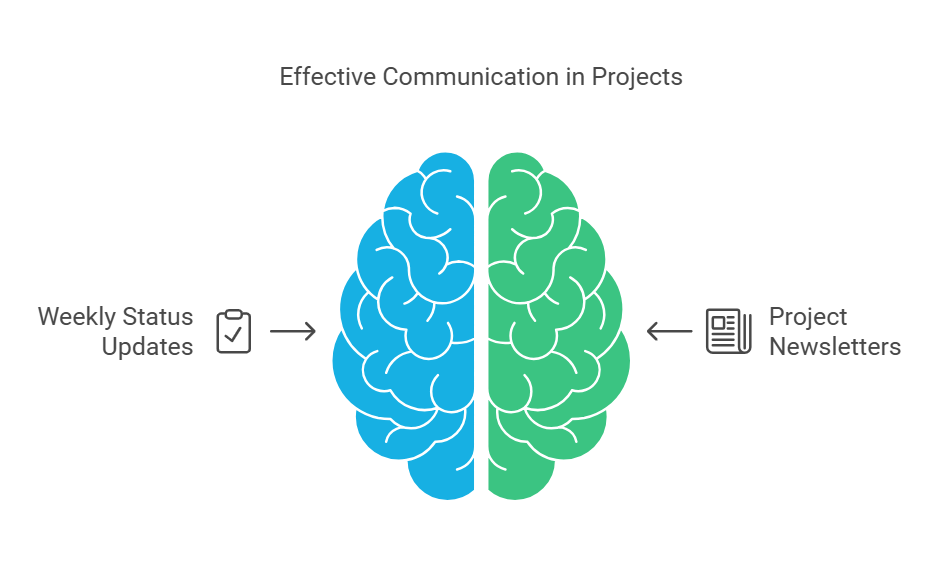 Effective Communication in Projects
Weekly Status
Updates
Project
Newsletters